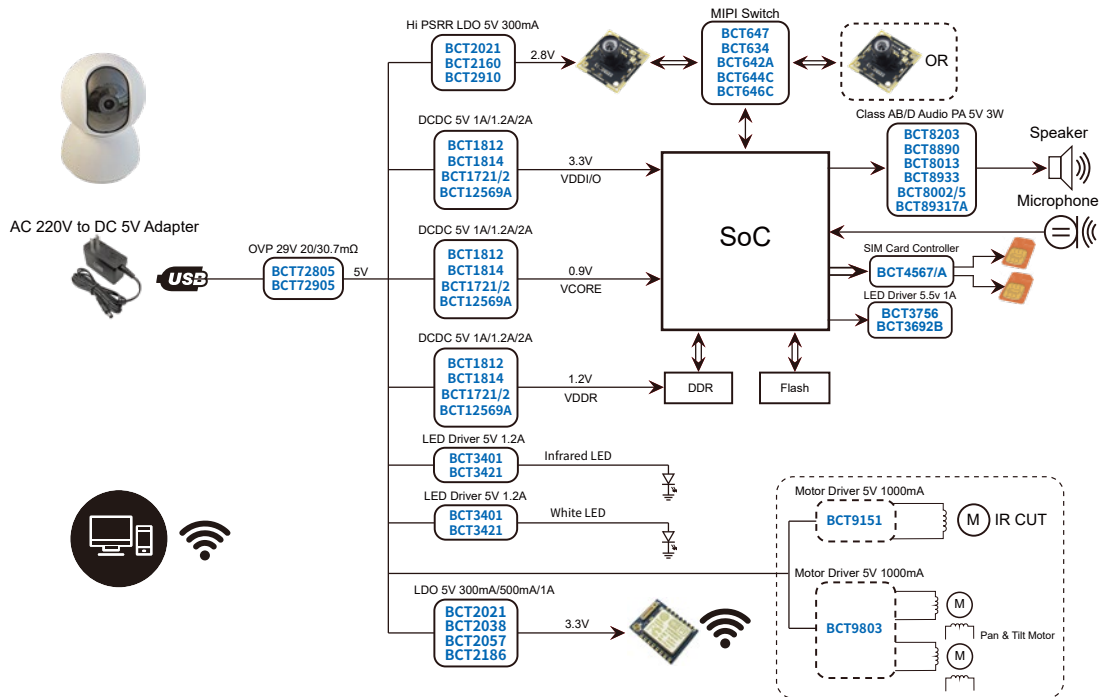 Hi PSRR LDO 5V 300mA
BCT2021
BCT2160
BCT2910
2.8V
MIPI Switch
BCT647
BCT634
BCT642A
BCT644C
BCT646C
OR
Class AB/D Audio PA 5V 3W
BCT8203
BCT8890
BCT8013
BCT8933
BCT8002/5
BCT89317A
Speaker
Microphone
DCDC 5V 1A/1.2A/2A
BCT1812
BCT1814
BCT1721/2
BCT12569A
3.3V
VDDI/O
SoC
AC 220V to DC 5V Adapter
USB
OVP 29V 20/30.7mΩ
BCT72805
BCT72905
5V
DCDC 5V 1A/1.2A/2A
BCT1812
BCT1814
BCT1721/2
BCT12569A
0.9V
VCORE
SIM Card Controller
BCT4567/A
LED Driver 5.5v 1A
BCT3756
BCT3692B
DCDC 5V 1A/1.2A/2A
BCT1812
BCT1814
BCT1721/2
BCT12569A
1.2V
VDDR
DDR
Flash
LED Driver 5V 1.2A
BCT3401
BCT3421
Infrared LED
LED Driver 5V 1.2A
BCT3401
BCT3421
White LED
Motor Driver 5V 1000mA
BCT9151
M
IR CUT
Motor Driver 5V 1000mA
BCT9803
M
Pan & Tilt Motor
M
LDO 5V 300mA/500mA/1A
BCT2021
BCT2038
BCT2057
BCT2186
3.3V